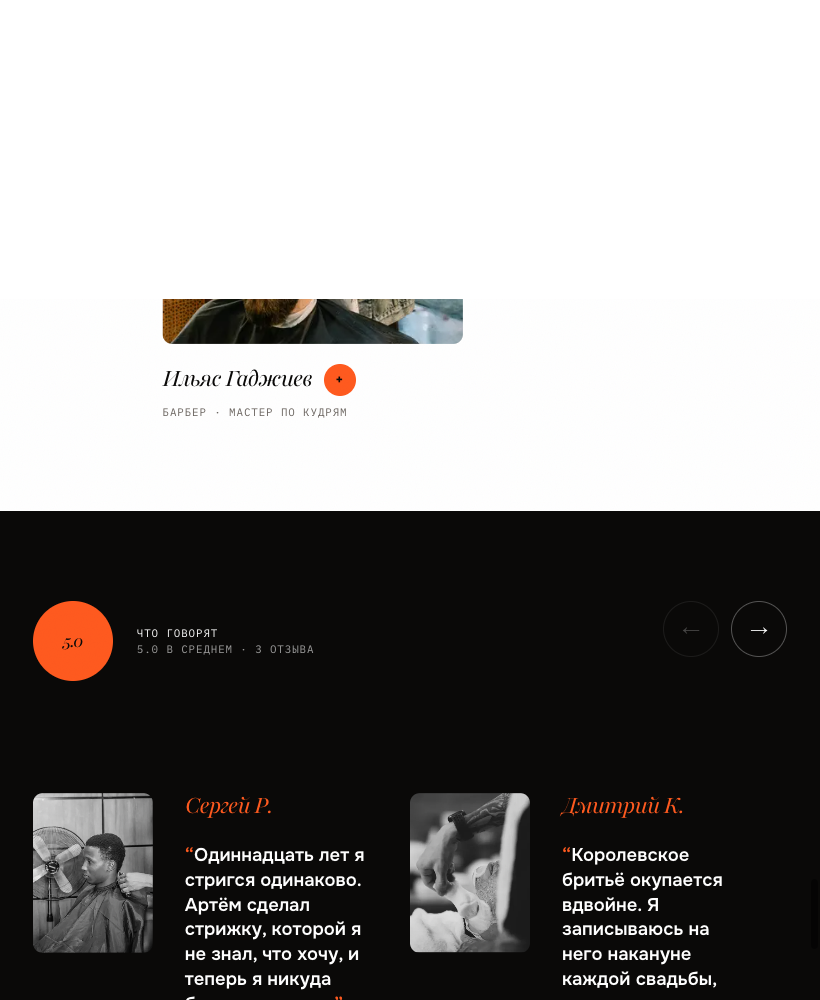 Ильяс Гаджиев +
БАРБЕР · МАСТЕР ПО КУДРЯМ
5.0
ЧТО ГОВОРЯТ
5.0 В СРЕДНЕМ · 3 ОТЗЫВА
← →
Сергей Р.
“Одиннадцать лет я
стригся одинаково.
Артём сделал
стрижку, которой я
не знал, что хочу, и
теперь я никуда
Дмитрий К.
“Королевское
бритьё окупается
вдвойне. Я
записываюсь на
него накануне
каждой свадьбы,